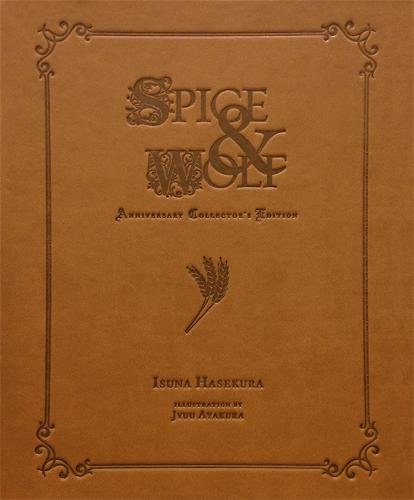 Spice
&
Wolf
Anniversary Collector's Edition
Isuna Hasekura
Illustration by
Jyuu Ayakura